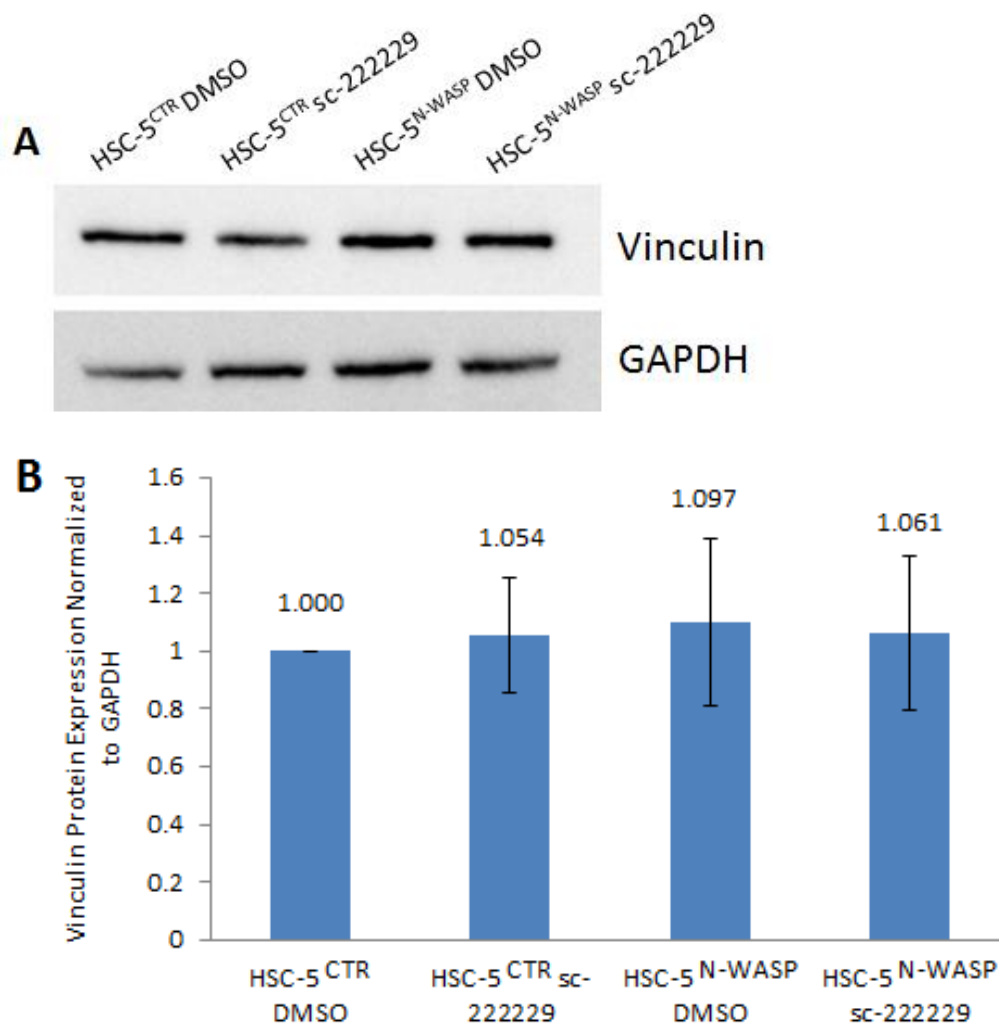 A
HSC-5CTR DMSO
HSC-5CTR sc-222229
HSC-5N-WASP DMSO
HSC-5N-WASP sc-222229
Vinculin
GAPDH
B
Vinculin Protein Expression Normalized
to GAPDH
1.6
1.4
1.2
1
0.8
0.6
0.4
0.2
0
1.000
1.054
1.097
1.061
HSC-5 CTR
DMSO
HSC-5 CTR sc-
222229
HSC-5 N-WASP
DMSO
HSC-5 N-WASP
sc-222229